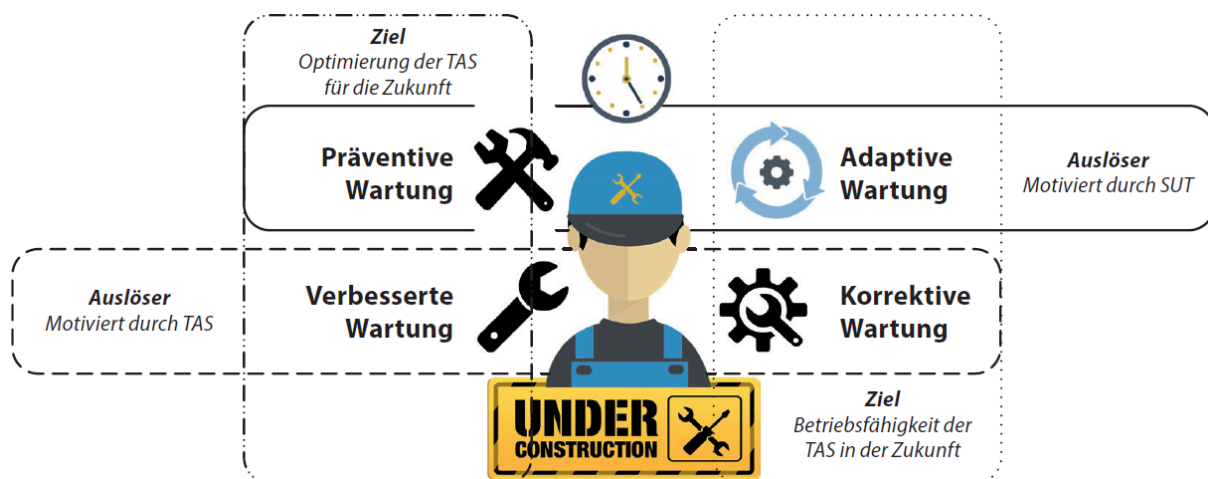 Ziel
Optimierung der TAS
für die Zukunft
Präventive
Wartung
Adaptive
Wartung
Auslöser
Motiviert durch SUT
Auslöser
Motiviert durch TAS
Verbesserte
Wartung
Korrektive
Wartung
UNDER
CONSTRUCTION
Ziel
Betriebsfähigkeit der
TAS in der Zukunft